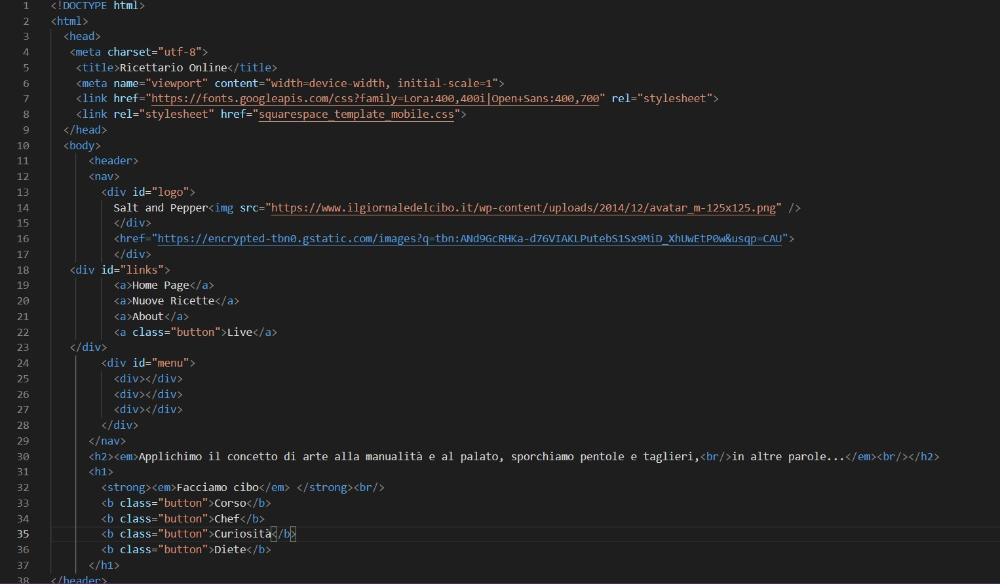 1 <!DOCTYPE html>
2 <html>
3 <head>
4 <meta charset="utf-8">
5 <title>Ricettario Online</title>
6 <meta name="viewport" content="width=device-width, initial-scale=1">
7 <link href="https://fonts.googleapis.com/css?family=Lora:400,400i|Open+Sans:400,700" rel="stylesheet">
8 <link rel="stylesheet" href="squarespace_template_mobile.css">
9 </head>
10 <body>
11 <header>
12 <nav>
13 <div id="logo">
14 Salt and Pepper<img src="https://www.ilgiornaledelcibo.it/wp-content/uploads/2014/12/avatar_m-125x125.png" />
15 </div>
16 <href="https://encrypted-tbn0.gstatic.com/images?q=tbn:ANd9GcRHKa-d76VIAKLPutebS1Sx9MiD_XhUwEtP0w&usqp=CAU">
17 </div>
18 <div id="links">
19 <a>Home Page</a>
20 <a>Nuove Ricette</a>
21 <a>About</a>
22 <a class="button">Live</a>
23 </div>
24 <div id="menu">
25 <div></div>
26 <div></div>
27 <div></div>
28 </div>
29 </nav>
30 <h2><em>Applichimo il concetto di arte alla manualità e al palato, sporchiamo pentole e taglieri,<br/>in altre parole...</em><br/></h2>
31 <h1>
32 <strong><em>Facciamo cibo</em> </strong><br/>
33 <b class="button">Corso</b>
34 <b class="button">Chef</b>
35 <b class="button">Curiosità</b>
36 <b class="button">Diete</b>
37 </h1>
38 </header>